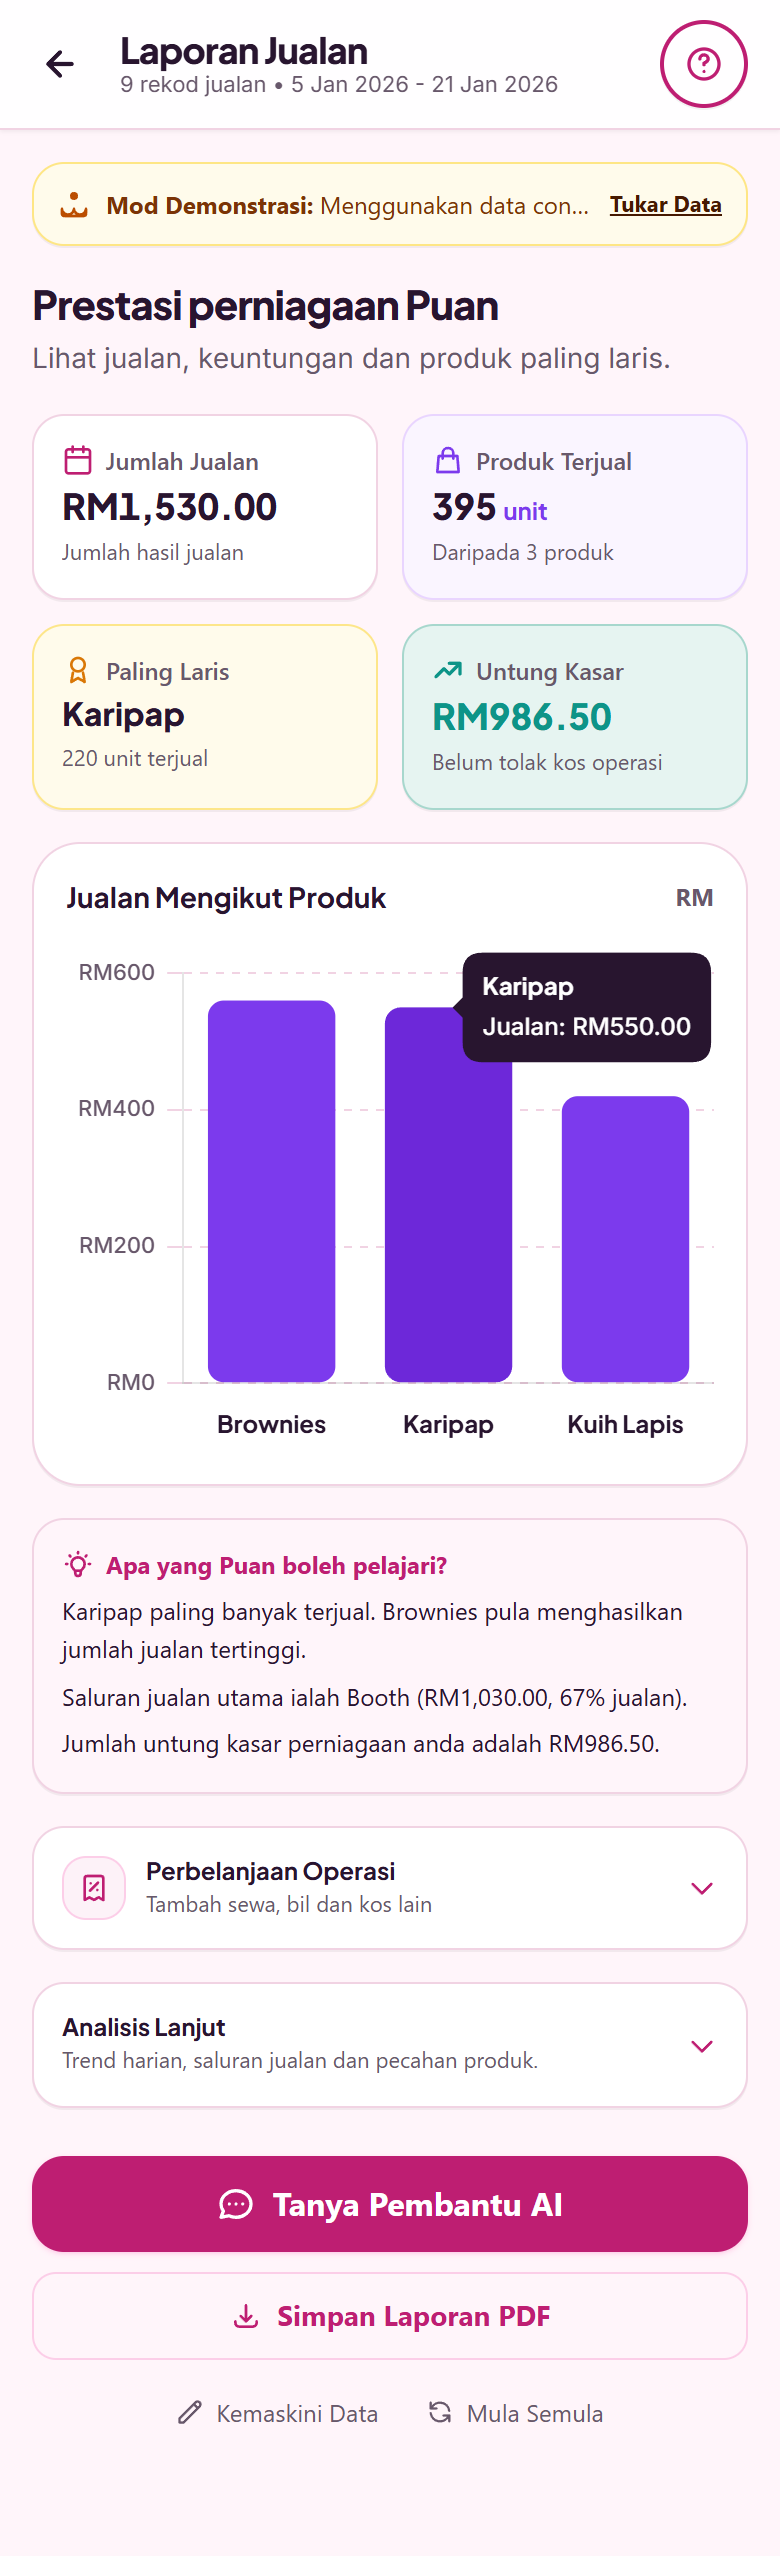 Laporan Jualan
9 rekod jualan • 5 Jan 2026 - 21 Jan 2026
Mod Demonstrasi: Menggunakan data con... Tukar Data
Prestasi perniagaan Puan
Lihat jualan, keuntungan dan produk paling laris.
Jumlah Jualan
RM1,530.00
Jumlah hasil jualan
Produk Terjual
395 unit
Daripada 3 produk
Paling Laris
Karipap
220 unit terjual
Untung Kasar
RM986.50
Belum tolak kos operasi
Jualan Mengikut Produk RM
RM600
Karipap
Jualan: RM550.00
RM400
RM200
RM0
Brownies Karipap Kuih Lapis
Apa yang Puan boleh pelajari?
Karipap paling banyak terjual. Brownies pula menghasilkan
jumlah jualan tertinggi.
Saluran jualan utama ialah Booth (RM1,030.00, 67% jualan).
Jumlah untung kasar perniagaan anda adalah RM986.50.
Perbelanjaan Operasi
Tambah sewa, bil dan kos lain
Analisis Lanjut
Trend harian, saluran jualan dan pecahan produk.
Tanya Pembantu AI
Simpan Laporan PDF
Kemaskini Data Mula Semula